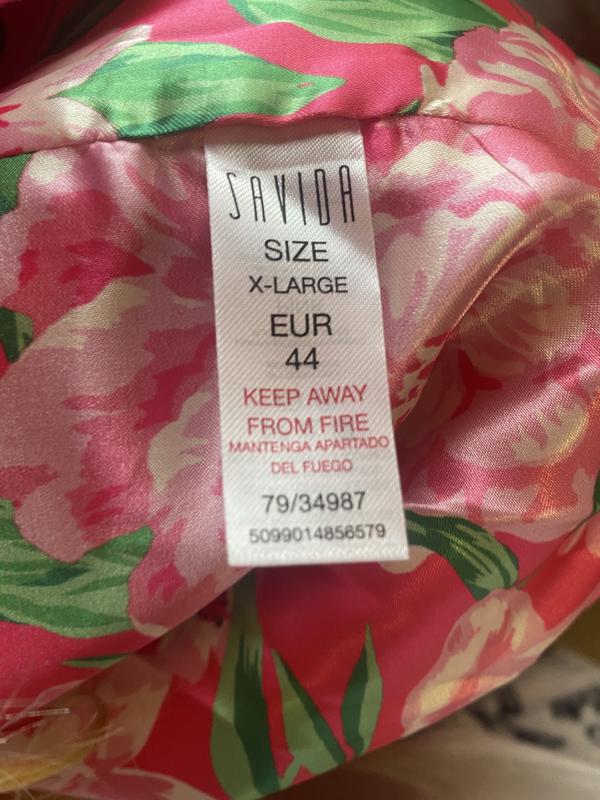 SAVIDA
SIZE
X-LARGE
EUR
44
KEEP AWAY
FROM FIRE
MANTENGA APARTADO
DEL FUEGO
79/34987
5099014856579